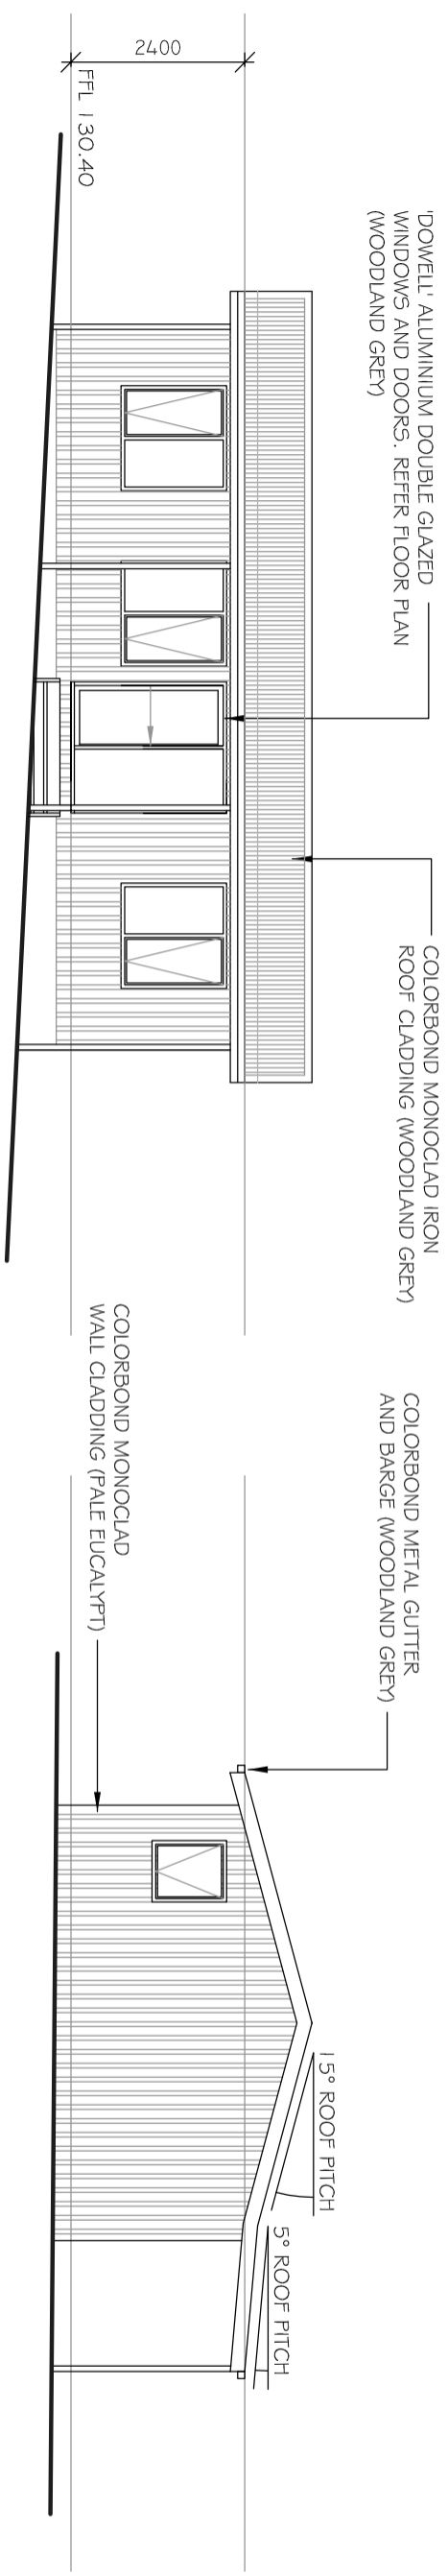 2400
FFL 130.40
'DOWELL' ALUMINIUM DOUBLE GLAZED
WINDOWS AND DOORS. REFER FLOOR PLAN
(WOODLAND GREY)
COLORBOND MONOCLAD IRON
ROOF CLADDING (WOODLAND GREY)
COLORBOND MONOCLAD
WALL CLADDING (PALE EUCALYPT)
COLORBOND METAL GUTTER
AND BARGE (WOODLAND GREY)
15° ROOF PITCH
5° ROOF PITCH